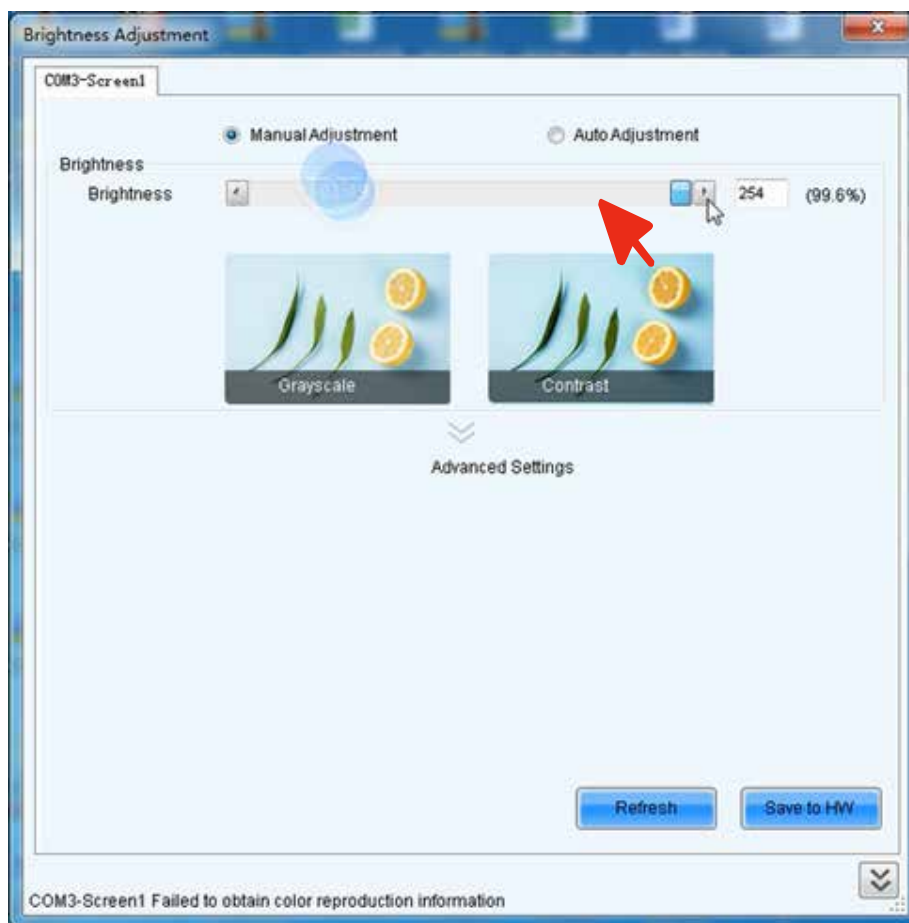 Brightness Adjustment
COM3-Screen1
Manual Adjustment
Auto Adjustment
Brightness
Brightness
254
(99.6%)
Grayscale
Contrast
Advanced Settings
Refresh
Save to HW
COM3-Screen1 Failed to obtain color reproduction information